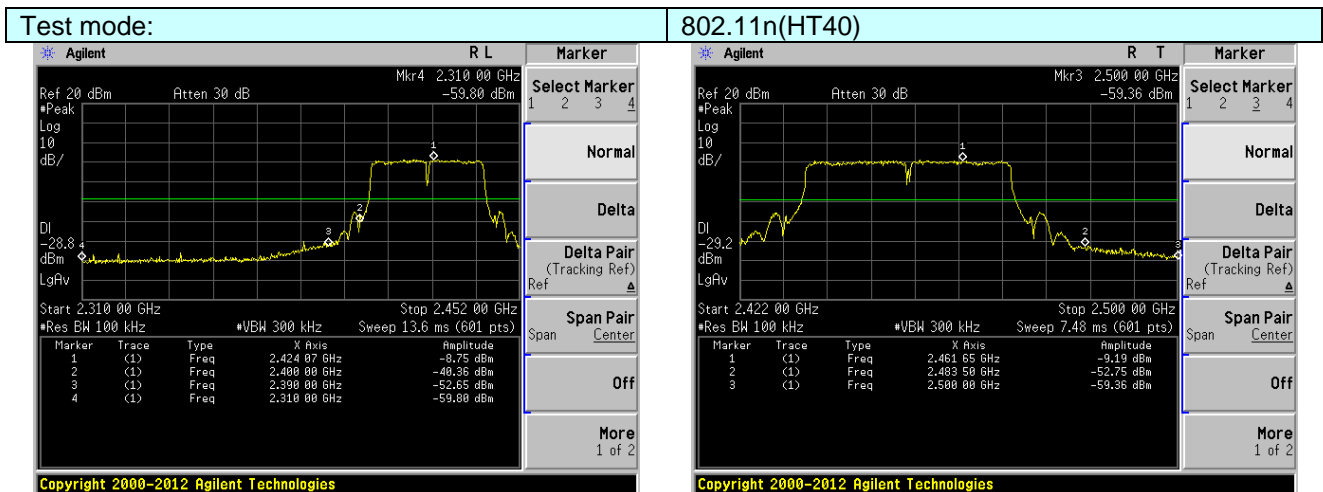 Test mode: 802.11n(HT40)
Agilent R L Marker
Mkr4 2.310 00 GHz
Ref 20 dBm Atten 30 dB -59.80 dBm
#Peak
Log
10
dB/
1
2
3
4
DI
-28.8
dBm
LgAv
Start 2.310 00 GHz Stop 2.452 00 GHz
#Res BW 100 kHz #VBW 300 kHz Sweep 13.6 ms (601 pts)
Marker Trace Type X Axis Amplitude
1 (1) Freq 2.424 07 GHz -8.75 dBm
2 (1) Freq 2.400 00 GHz -40.36 dBm
3 (1) Freq 2.390 00 GHz -52.65 dBm
4 (1) Freq 2.310 00 GHz -59.80 dBm
Select Marker
1 2 3 4
Normal
Delta
Delta Pair
(Tracking Ref)
Ref Δ
Span Pair
Span Center
Off
More
1 of 2
Copyright 2000-2012 Agilent Technologies
Agilent R T Marker
Mkr3 2.500 00 GHz
Ref 20 dBm Atten 30 dB -59.36 dBm
#Peak
Log
10
dB/
1
2
3
DI
-29.2
dBm
LgAv
Start 2.422 00 GHz Stop 2.500 00 GHz
#Res BW 100 kHz #VBW 300 kHz Sweep 7.48 ms (601 pts)
Marker Trace Type X Axis Amplitude
1 (1) Freq 2.461 65 GHz -9.19 dBm
2 (1) Freq 2.483 50 GHz -52.75 dBm
3 (1) Freq 2.500 00 GHz -59.36 dBm
Select Marker
1 2 3 4
Normal
Delta
Delta Pair
(Tracking Ref)
Ref Δ
Span Pair
Span Center
Off
More
1 of 2
Copyright 2000-2012 Agilent Technologies